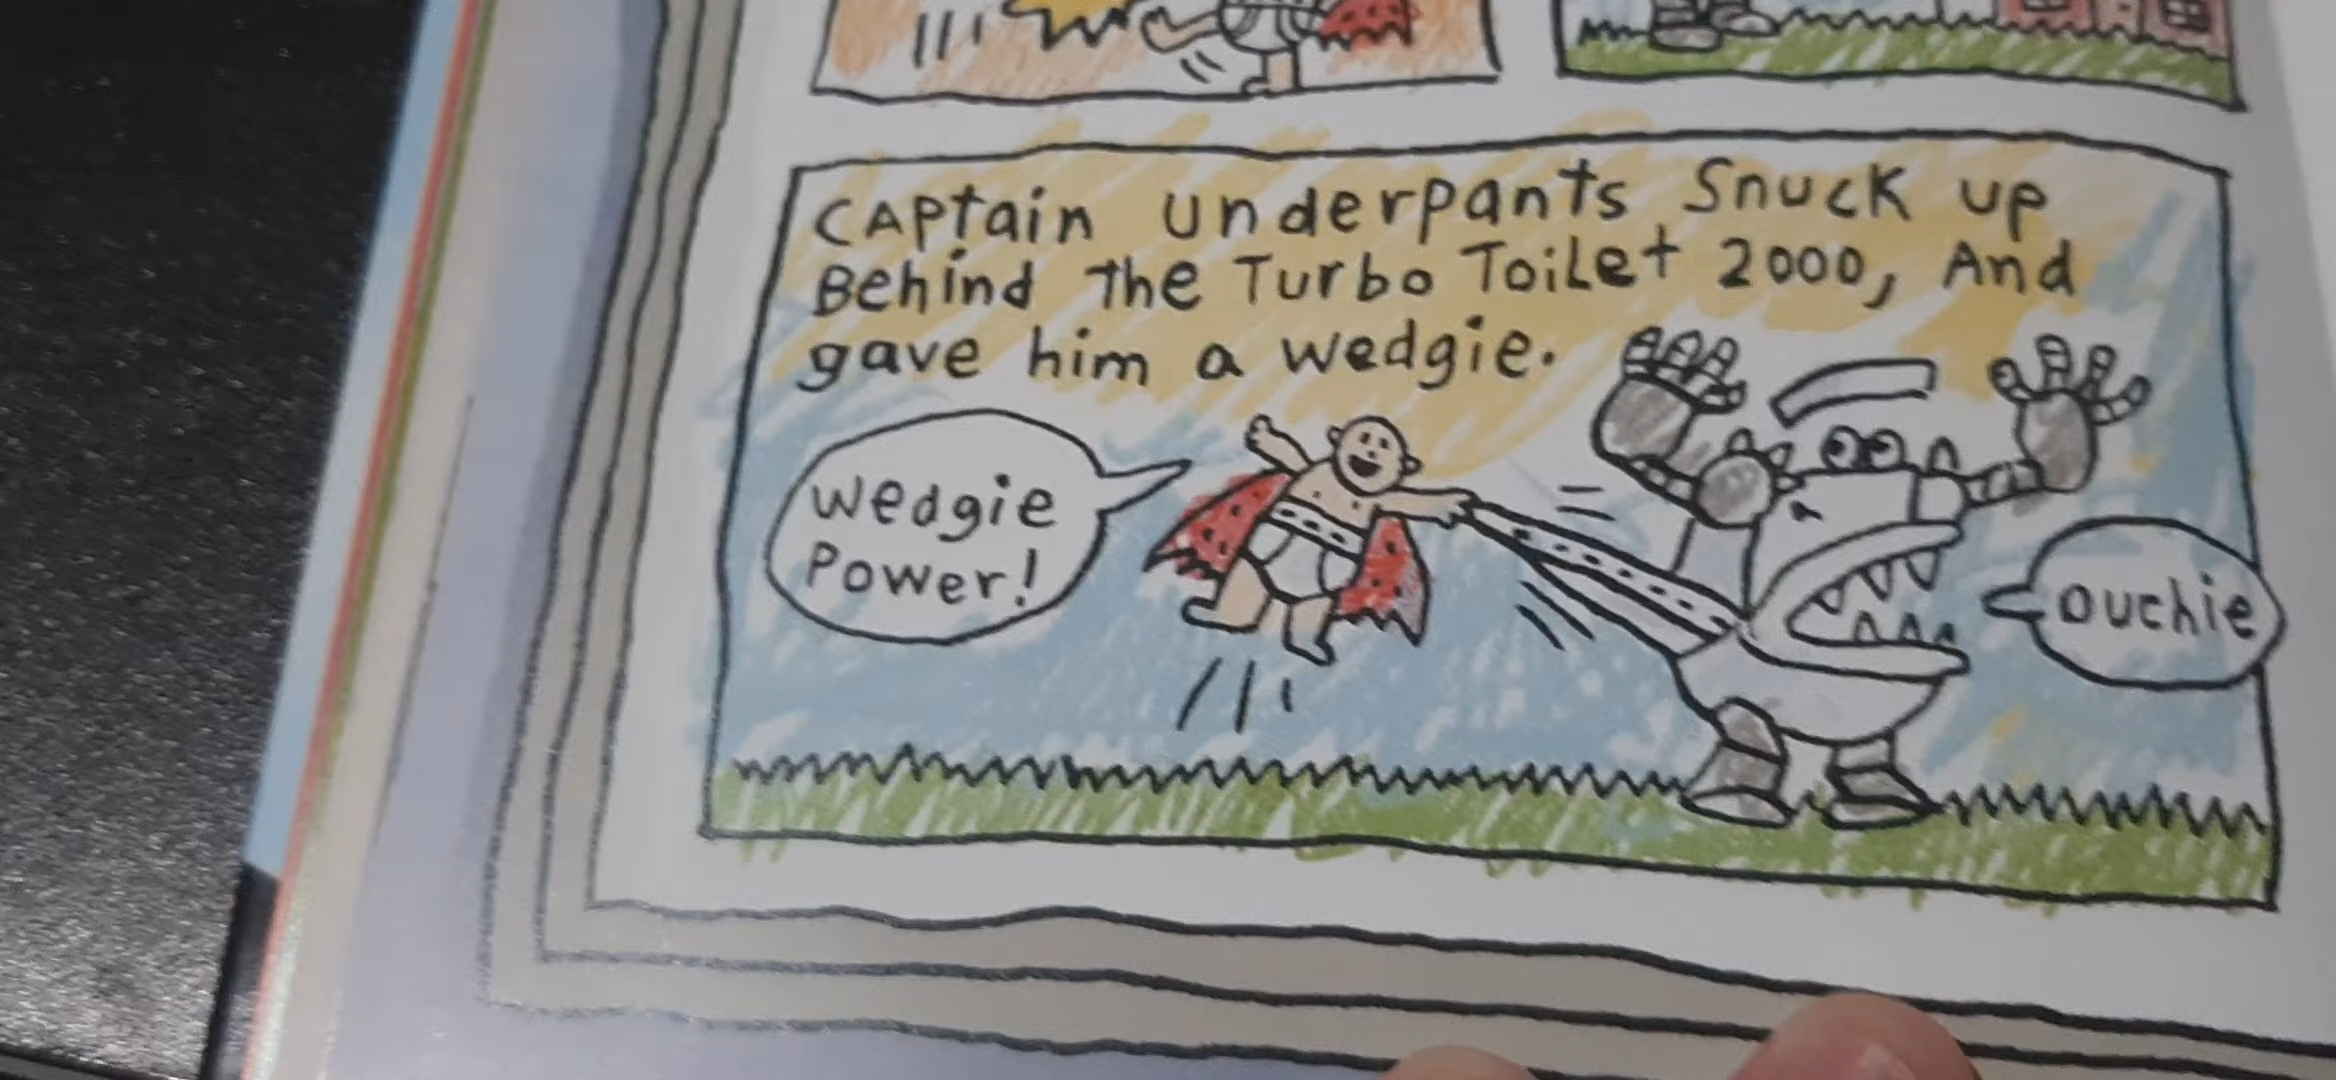 CAPtain underpants Snuck up
Behind The Turbo ToiLet 2000, And
gave him a wedgie.
wedgie
Power!
ouchie